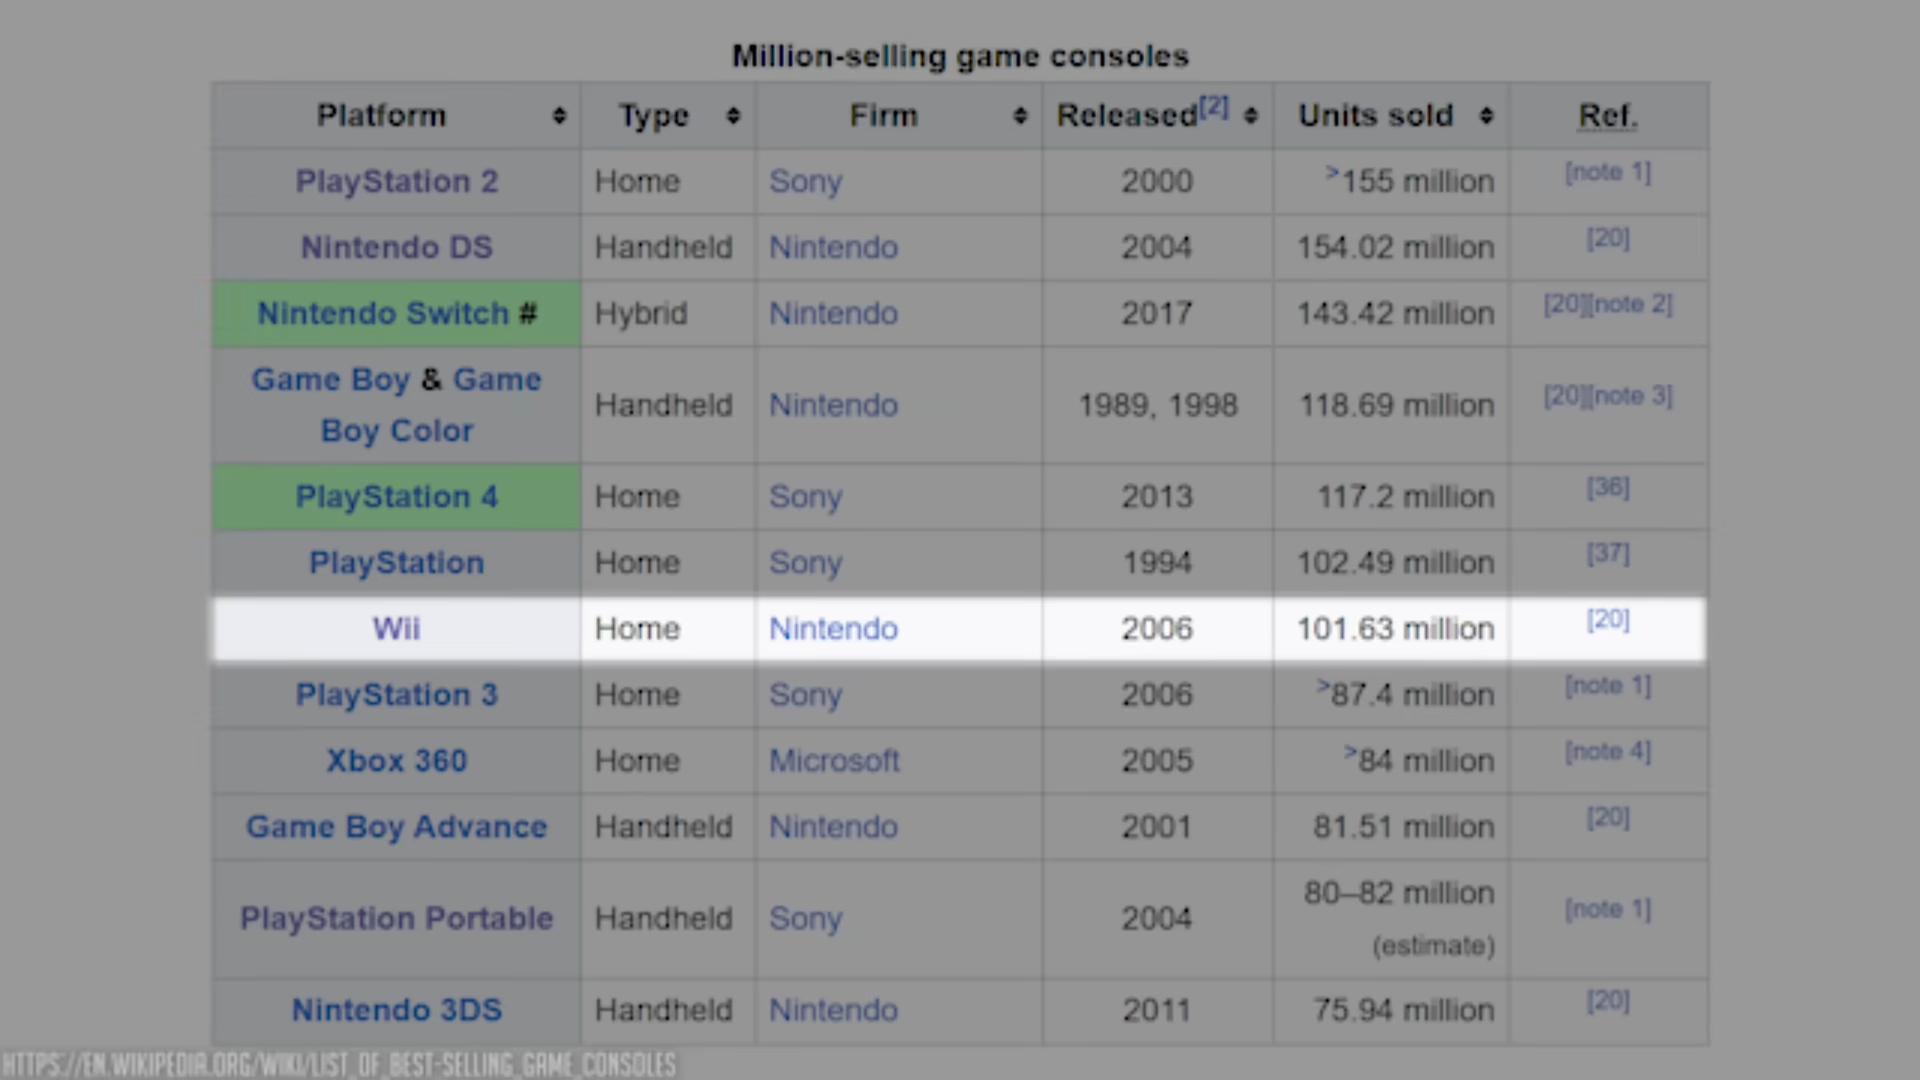 Million-selling game consoles
Platform Type Firm Released[2] Units sold Ref.
PlayStation 2 Home Sony 2000 >155 million [note 1]
Nintendo DS Handheld Nintendo 2004 154.02 million [20]
Nintendo Switch # Hybrid Nintendo 2017 143.42 million [20][note 2]
Game Boy & Game
Boy Color Handheld Nintendo 1989, 1998 118.69 million [20][note 3]
PlayStation 4 Home Sony 2013 117.2 million [36]
PlayStation Home Sony 1994 102.49 million [37]
Wii Home Nintendo 2006 101.63 million [20]
PlayStation 3 Home Sony 2006 >87.4 million [note 1]
Xbox 360 Home Microsoft 2005 >84 million [note 4]
Game Boy Advance Handheld Nintendo 2001 81.51 million [20]
PlayStation Portable Handheld Sony 2004 80–82 million
(estimate) [note 1]
Nintendo 3DS Handheld Nintendo 2011 75.94 million [20]
HTTPS://EN.WIKIPEDIA.ORG/WIKI/LIST_OF_BEST-SELLING_GAME_CONSOLES